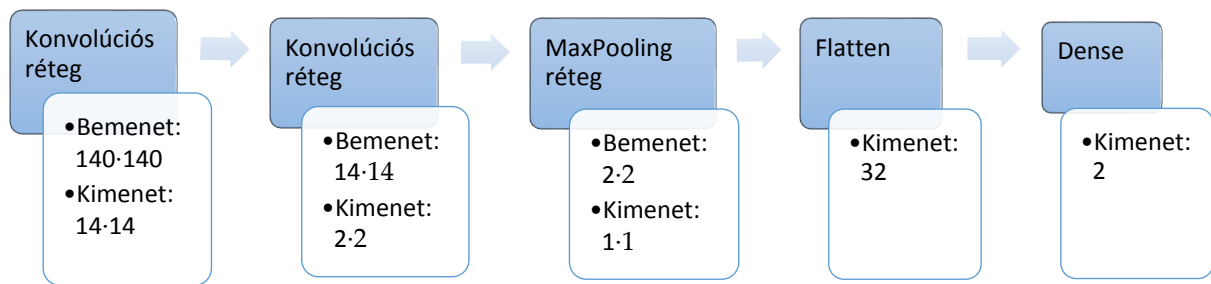 Konvolúciós
réteg
•Bemenet:
140·140
•Kimenet:
14·14
Konvolúciós
réteg
•Bemenet:
14·14
•Kimenet:
2·2
MaxPooling
réteg
•Bemenet:
2·2
•Kimenet:
1·1
Flatten
•Kimenet:
32
Dense
•Kimenet:
2